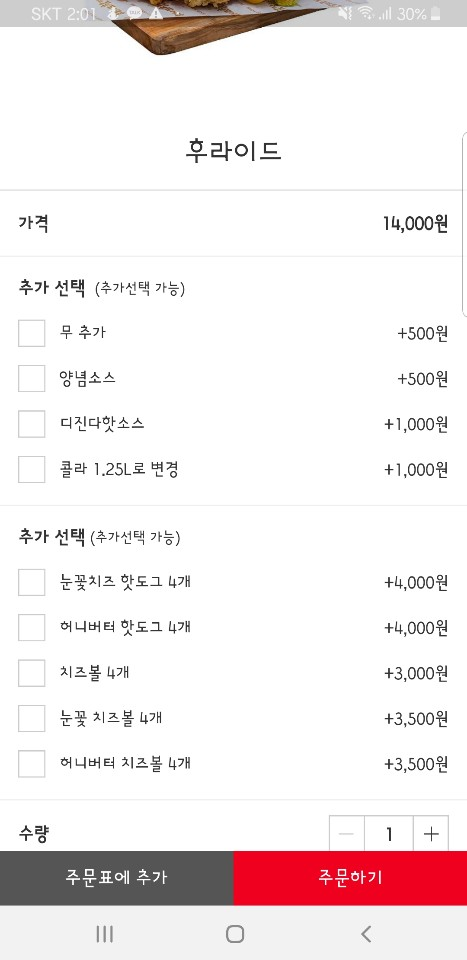 SKT 2:01 30%
후라이드
가격 14,000원
추가 선택 (추가선택 가능)
무 추가 +500원
양념소스 +500원
디진다핫소스 +1,000원
콜라 1.25L로 변경 +1,000원
추가 선택 (추가선택 가능)
눈꽃치즈 핫도그 4개 +4,000원
허니버터 핫도그 4개 +4,000원
치즈볼 4개 +3,000원
눈꽃 치즈볼 4개 +3,500원
허니버터 치즈볼 4개 +3,500원
수량 1
주문표에 추가 주문하기